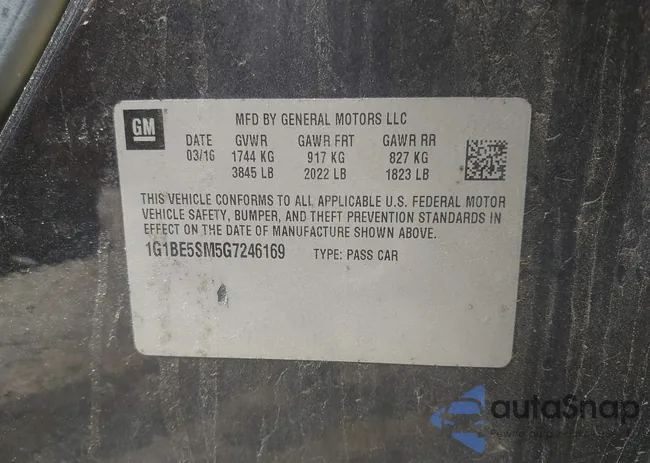 GM
MFD BY GENERAL MOTORS LLC
DATE GVWR GAWR FRT GAWR RR
03/16 1744 KG 917 KG 827 KG
3845 LB 2022 LB 1823 LB
THIS VEHICLE CONFORMS TO ALL APPLICABLE U.S. FEDERAL MOTOR
VEHICLE SAFETY, BUMPER, AND THEFT PREVENTION STANDARDS IN
EFFECT ON THE DATE OF MANUFACTURE SHOWN ABOVE.
1G1BE5SM5G7246169 TYPE: PASS CAR
autoSnap